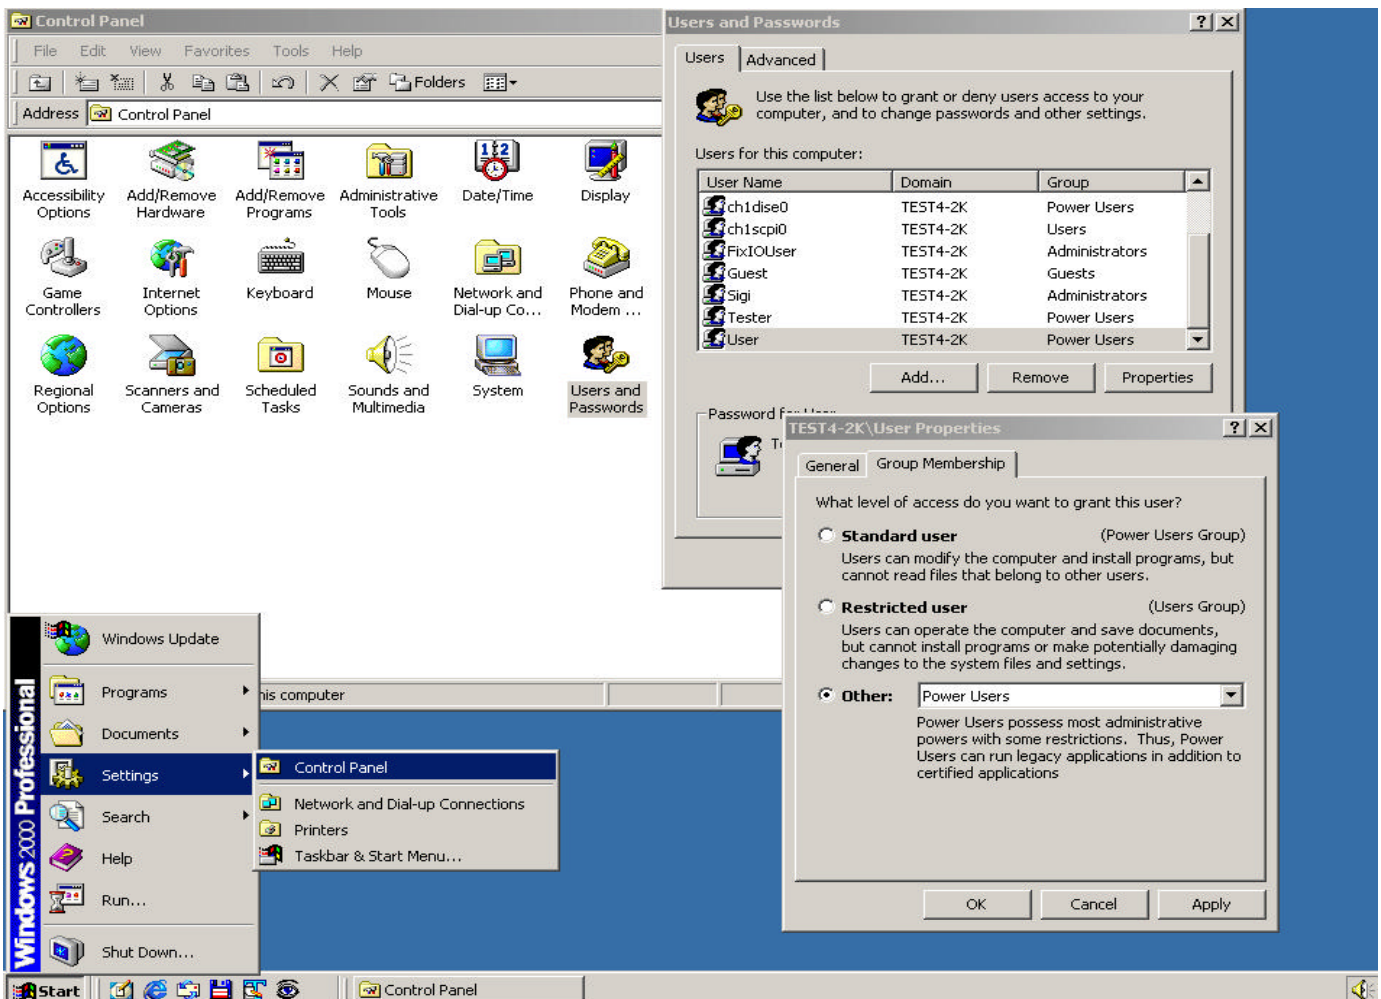 Control Panel
File Edit View Favorites Tools Help
Folders
Address Control Panel
Accessibility Options
Add/Remove Hardware
Add/Remove Programs
Administrative Tools
Date/Time
Display
Game Controllers
Internet Options
Keyboard
Mouse
Network and Dial-up Co...
Phone and Modem ...
Regional Options
Scanners and Cameras
Scheduled Tasks
Sounds and Multimedia
System
Users and Passwords
his computer
Users and Passwords
Users Advanced
Use the list below to grant or deny users access to your
computer, and to change passwords and other settings.
Users for this computer:
User Name Domain Group
ch1dise0 TEST4-2K Power Users
ch1scpi0 TEST4-2K Users
FixIOUser TEST4-2K Administrators
Guest TEST4-2K Guests
Sigi TEST4-2K Administrators
Tester TEST4-2K Power Users
User TEST4-2K Power Users
Add... Remove Properties
Password for User
TEST4-2K\User Properties
General Group Membership
What level of access do you want to grant this user?
Standard user (Power Users Group)
Users can modify the computer and install programs, but
cannot read files that belong to other users.
Restricted user (Users Group)
Users can operate the computer and save documents,
but cannot install programs or make potentially damaging
changes to the system files and settings.
Other: Power Users
Power Users possess most administrative
powers with some restrictions. Thus, Power
Users can run legacy applications in addition to
certified applications
OK Cancel Apply
Windows 2000 Professional
Windows Update
Programs
Documents
Settings
Search
Help
Run...
Shut Down...
Control Panel
Network and Dial-up Connections
Printers
Taskbar & Start Menu...
Start
Control Panel